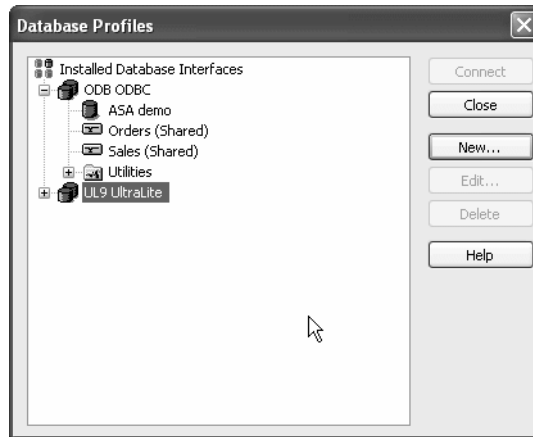 Database Profiles
Installed Database Interfaces
ODB ODBC
ASA demo
Orders (Shared)
Sales (Shared)
Utilities
UL9 UltraLite
Connect
Close
New...
Edit...
Delete
Help